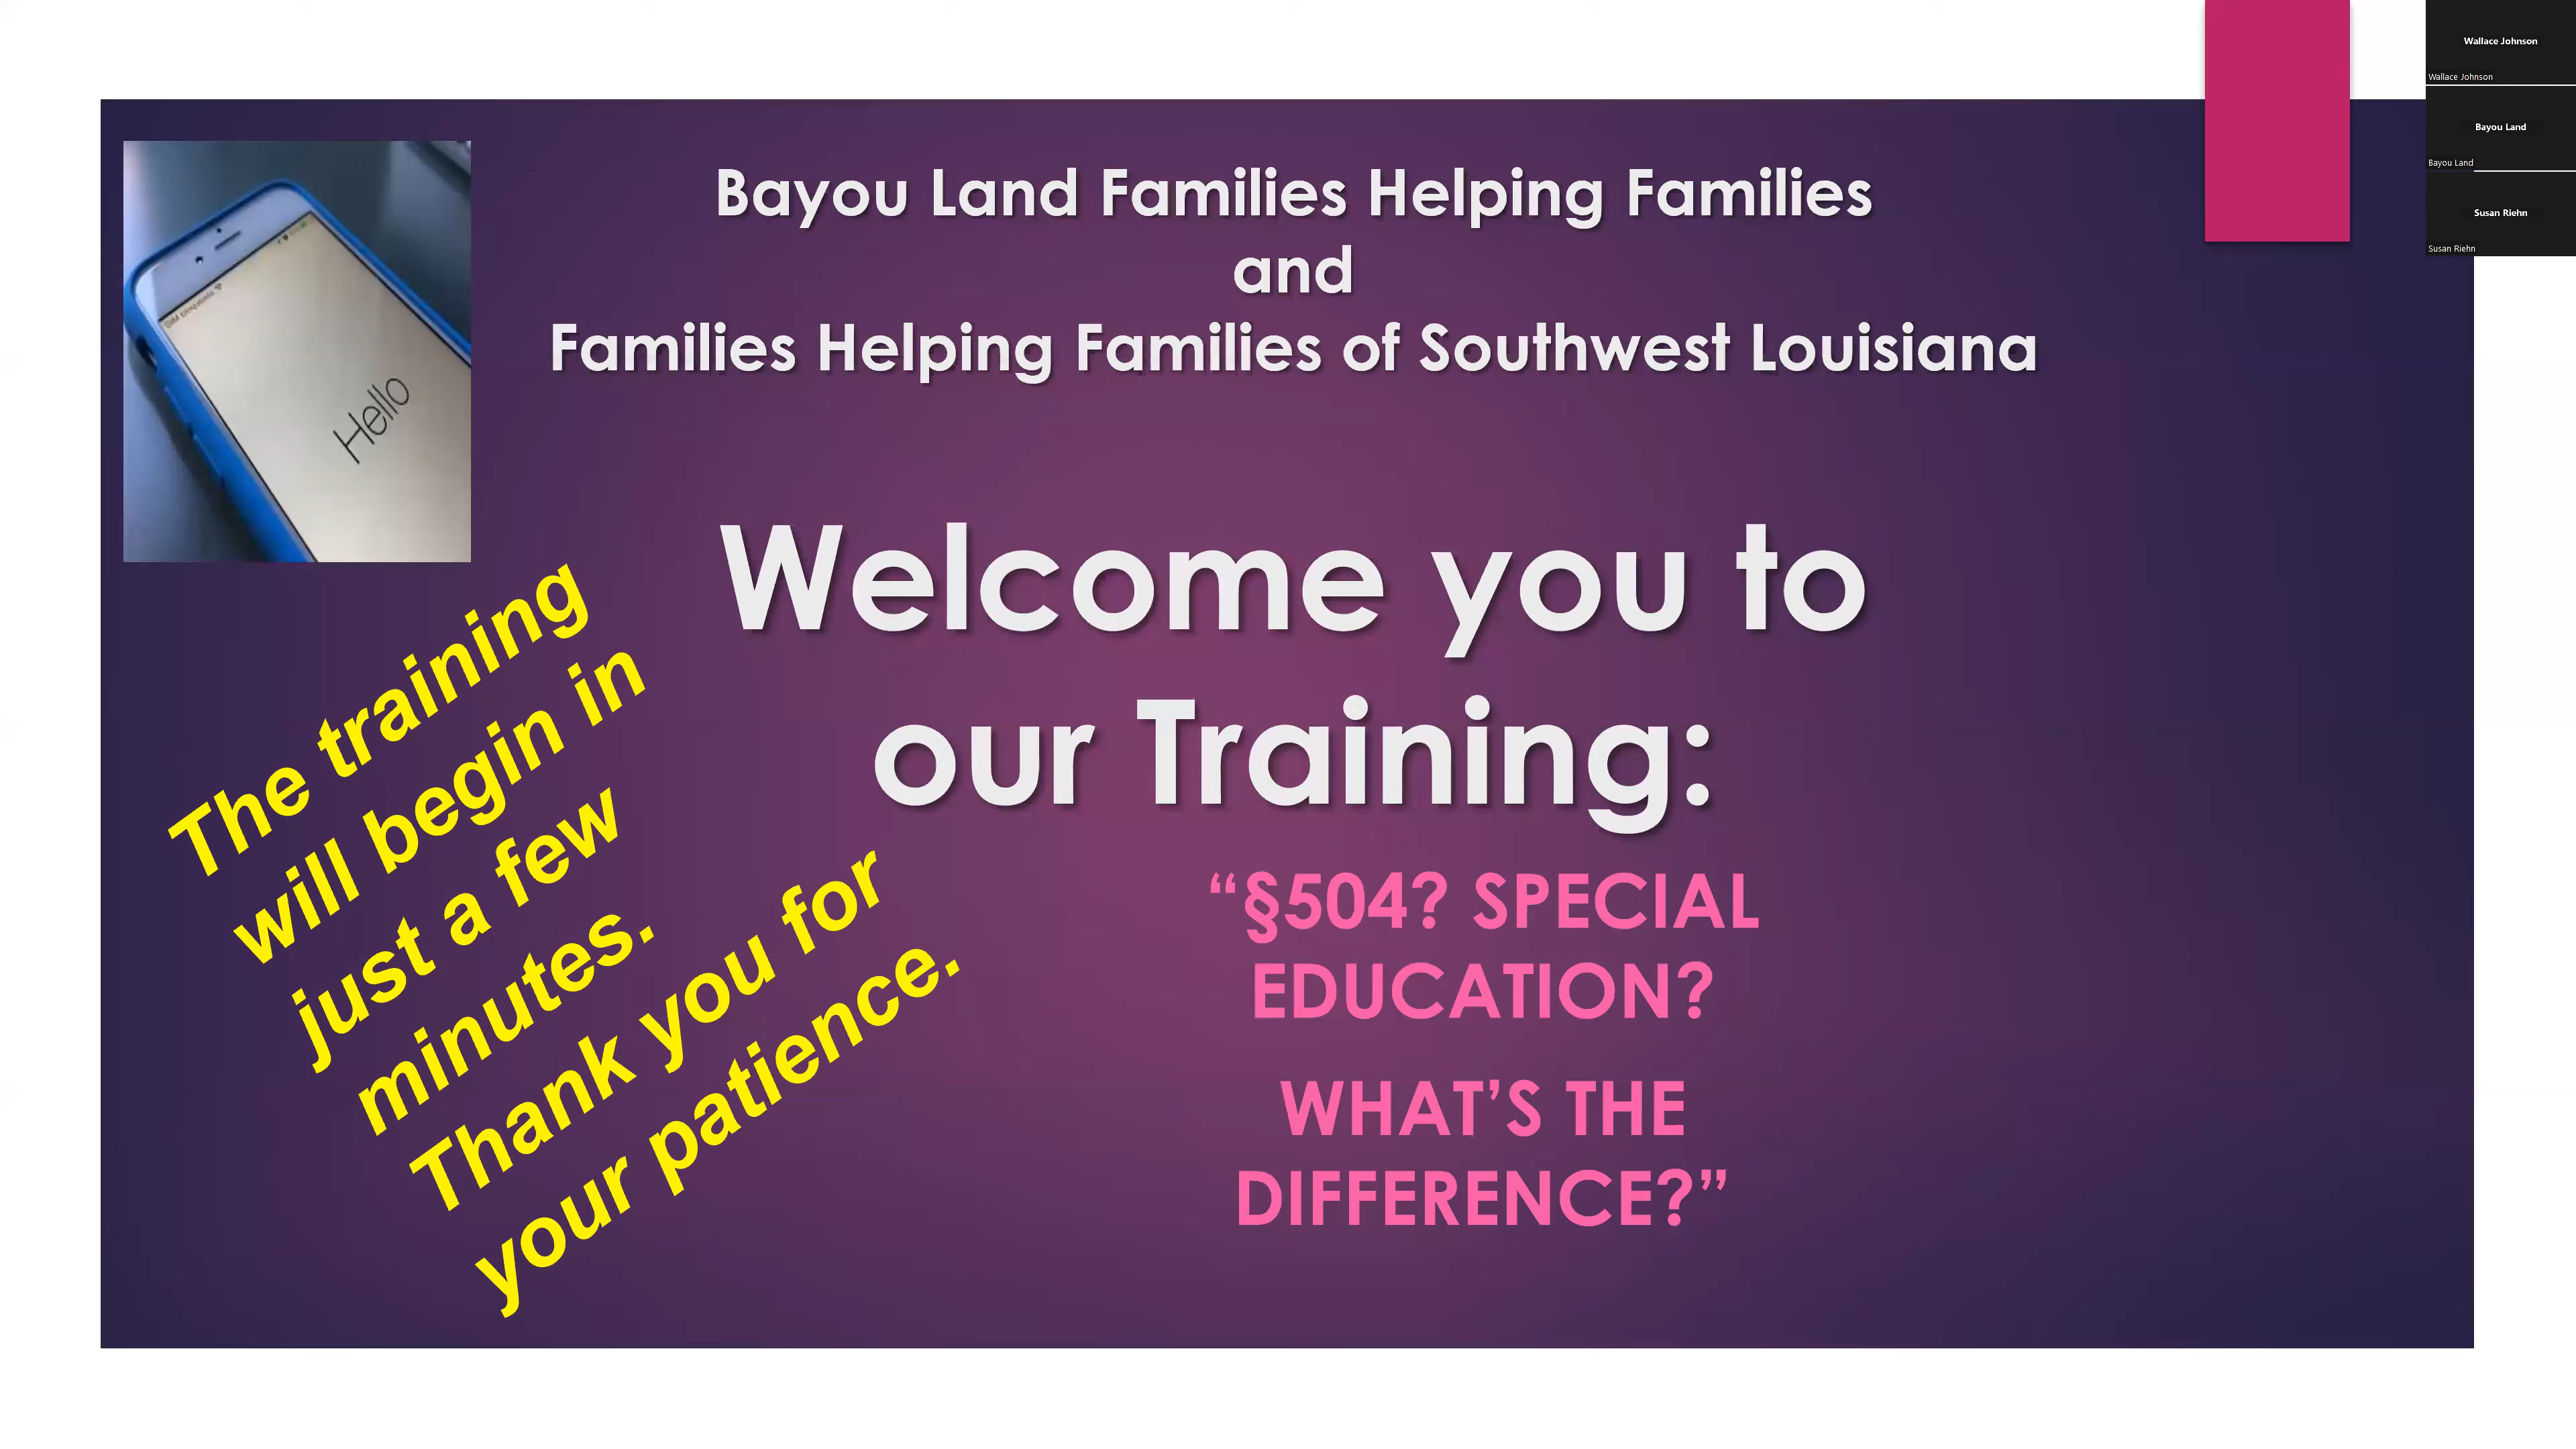 Bayou Land Families Helping Families
and
Families Helping Families of Southwest Louisiana
Hello
Welcome you to
our Training:
The training
will begin in
just a few
minutes.
Thank you for
your patience.
“§504? SPECIAL
EDUCATION?
WHAT’S THE
DIFFERENCE?”
Wallace Johnson
Wallace Johnson
Bayou Land
Bayou Land
Susan Riehn
Susan Riehn